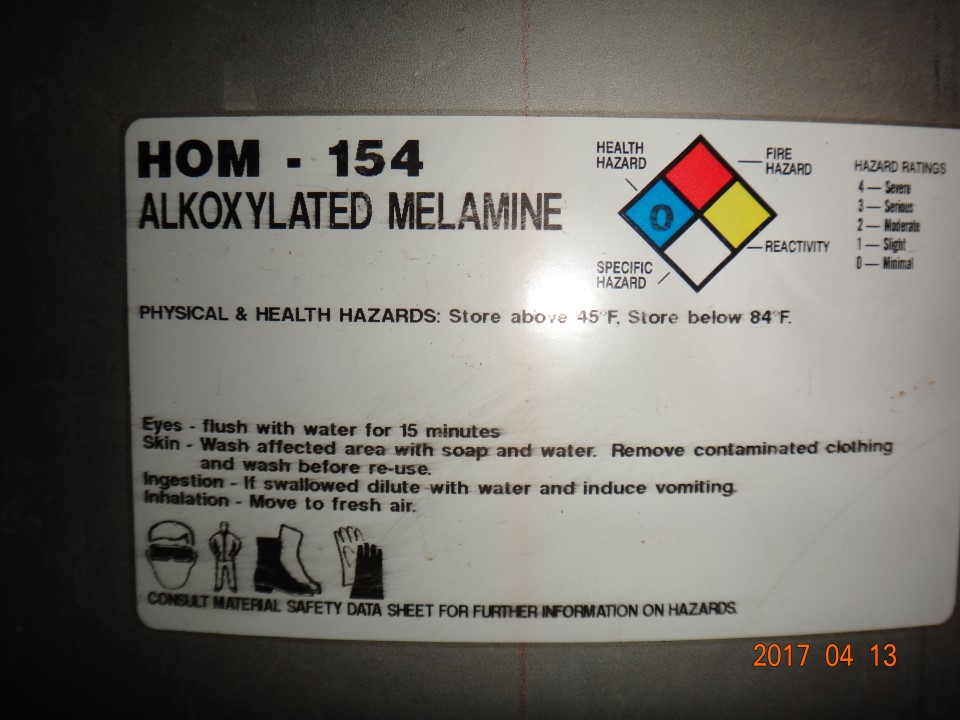 HOM - 154
ALKOXYLATED MELAMINE
HEALTH
HAZARD
FIRE
HAZARD
0
REACTIVITY
SPECIFIC
HAZARD
HAZARD RATINGS
4 — Severe
3 — Serious
2 — Moderate
1 — Slight
0 — Minimal
PHYSICAL & HEALTH HAZARDS: Store above 45°F, Store below 84°F.
Eyes - flush with water for 15 minutes
Skin - Wash affected area with soap and water. Remove contaminated clothing
and wash before re-use.
Ingestion - If swallowed dilute with water and induce vomiting.
Inhalation - Move to fresh air.
CONSULT MATERIAL SAFETY DATA SHEET FOR FURTHER INFORMATION ON HAZARDS.
2017 04 13